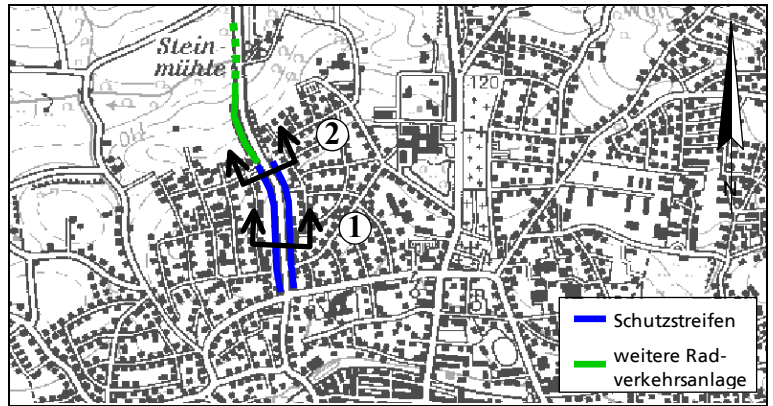 Stein-
mühle
120
2
1
Schutzstreifen
weitere Rad-
verkehrsanlage